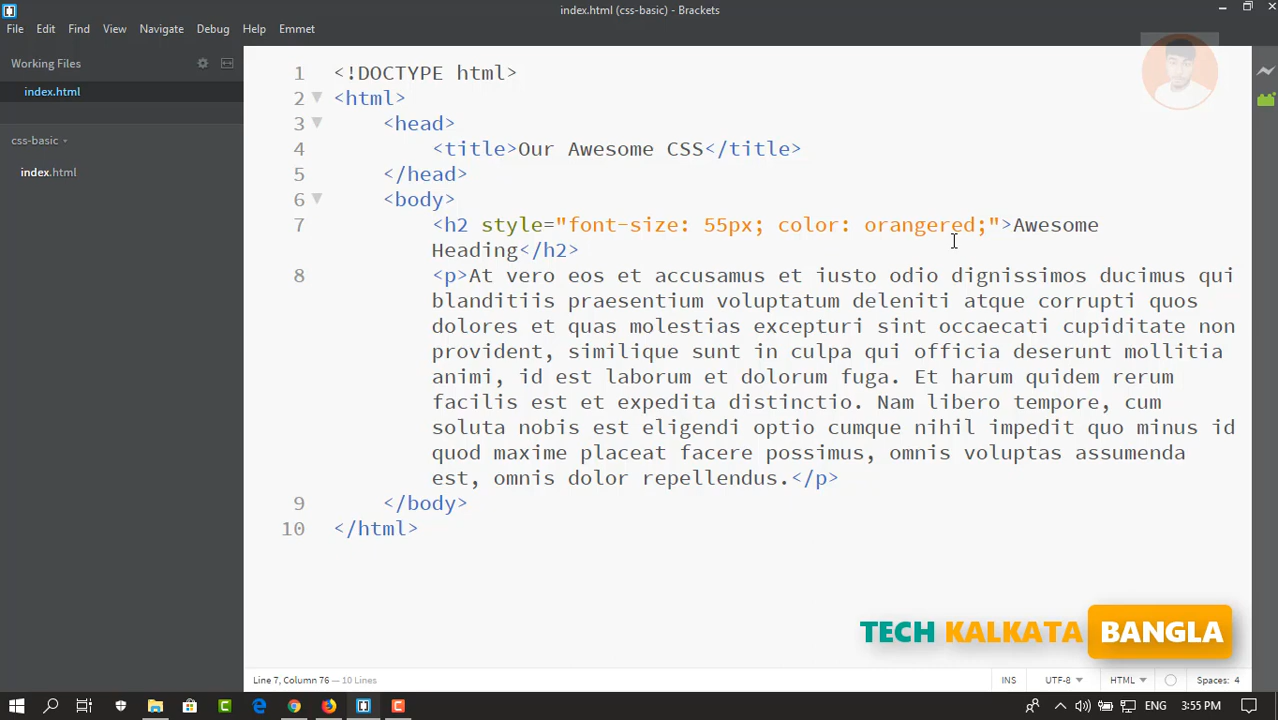 index.html (css-basic) - Brackets
File Edit Find View Navigate Debug Help Emmet
Working Files
index.html
css-basic
index.html
1 <!DOCTYPE html>
2 <html>
3 <head>
4 <title>Our Awesome CSS</title>
5 </head>
6 <body>
7 <h2 style="font-size: 55px; color: orangered;">Awesome
Heading</h2>
8 <p>At vero eos et accusamus et iusto odio dignissimos ducimus qui
blanditiis praesentium voluptatum deleniti atque corrupti quos
dolores et quas molestias excepturi sint occaecati cupiditate non
provident, similique sunt in culpa qui officia deserunt mollitia
animi, id est laborum et dolorum fuga. Et harum quidem rerum
facilis est et expedita distinctio. Nam libero tempore, cum
soluta nobis est eligendi optio cumque nihil impedit quo minus id
quod maxime placeat facere possimus, omnis voluptas assumenda
est, omnis dolor repellendus.</p>
9 </body>
10 </html>
TECH KALKATA BANGLA
Line 7, Column 76 — 10 Lines
INS UTF-8 HTML Spaces: 4
ENG 3:55 PM